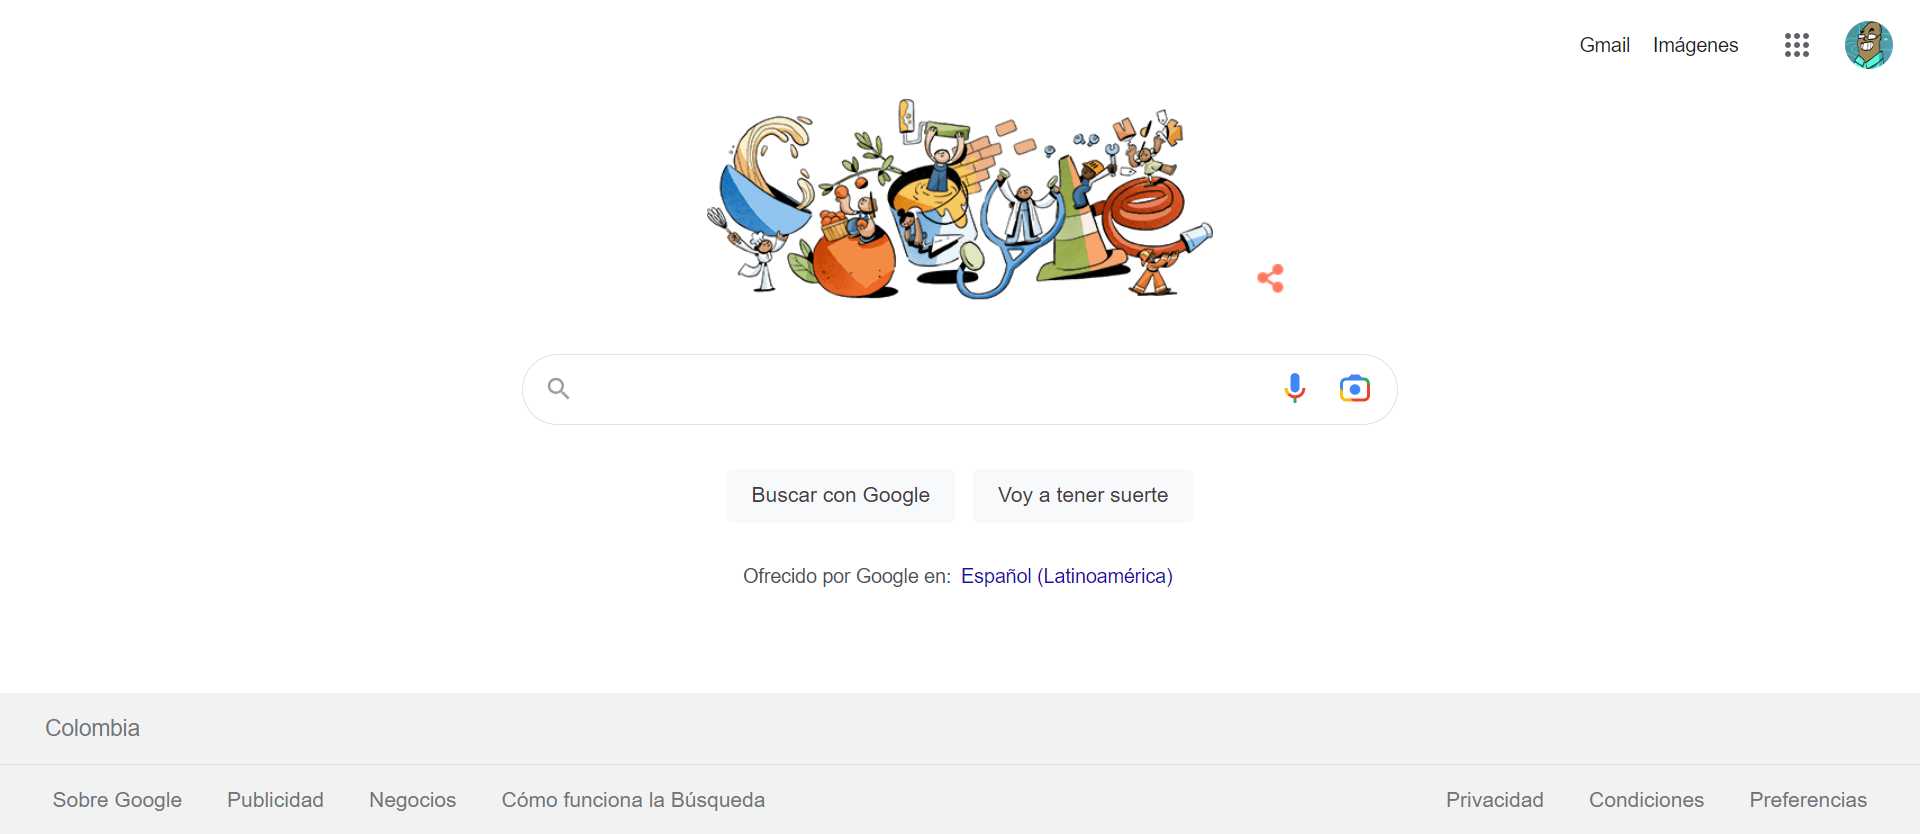 Gmail Imágenes
Google
Buscar con Google Voy a tener suerte
Ofrecido por Google en: Español (Latinoamérica)
Colombia
Sobre Google Publicidad Negocios Cómo funciona la Búsqueda Privacidad Condiciones Preferencias